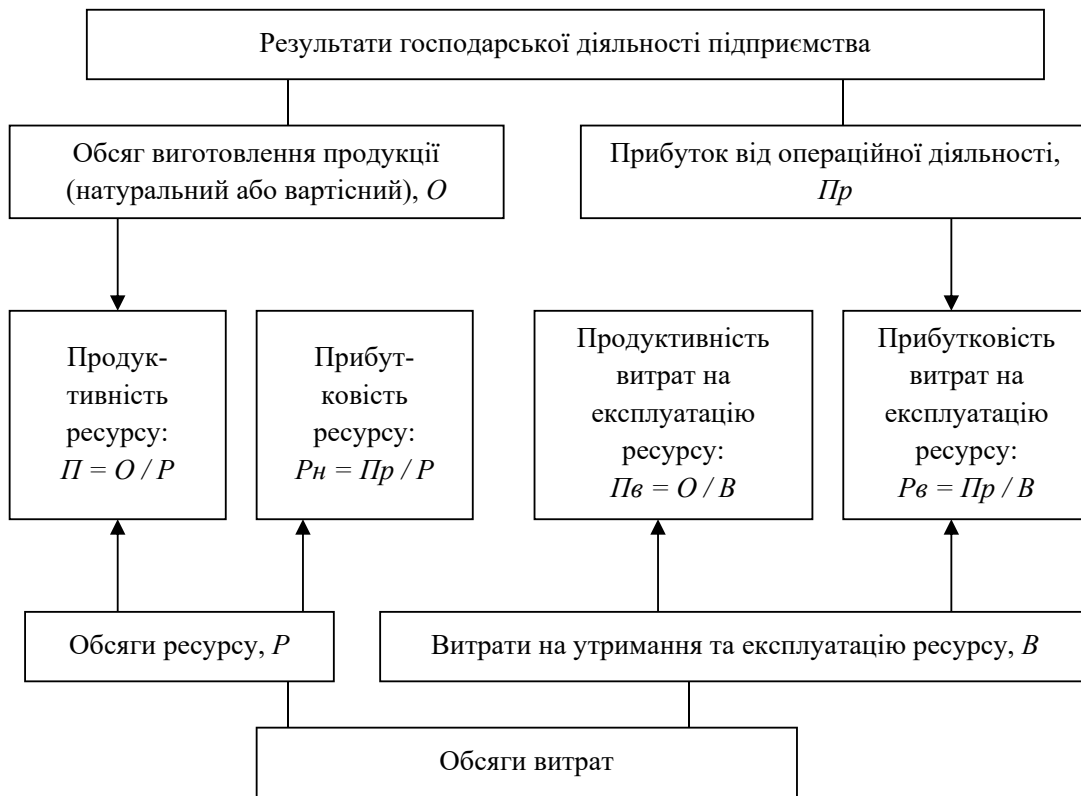 Результати господарської діяльності підприємства
Обсяг виготовлення продукції
(натуральний або вартісний), О
Прибуток від операційної діяльності,
Пр
Продук-
тивність
ресурсу:
П = О / Р
Прибут-
ковість
ресурсу:
Рн = Пр / Р
Продуктивність
витрат на
експлуатацію
ресурсу:
Пв = О / В
Прибутковість
витрат на
експлуатацію
ресурсу:
Рв = Пр / В
Обсяги ресурсу, Р
Витрати на утримання та експлуатацію ресурсу, В
Обсяги витрат